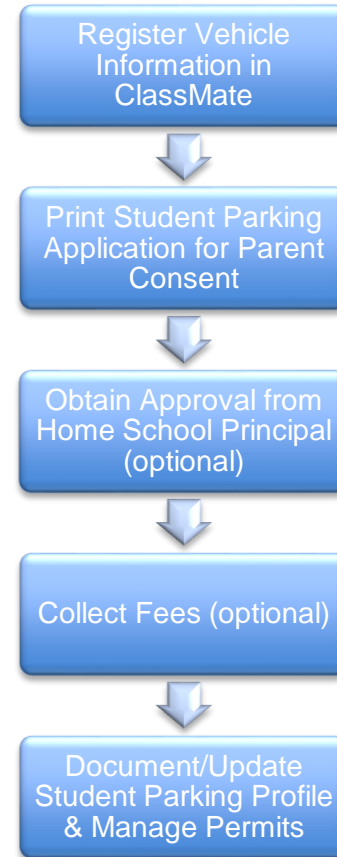 Register Vehicle
Information in
ClassMate
Print Student Parking
Application for Parent
Consent
Obtain Approval from
Home School Principal
(optional)
Collect Fees (optional)
Document/Update
Student Parking Profile
& Manage Permits